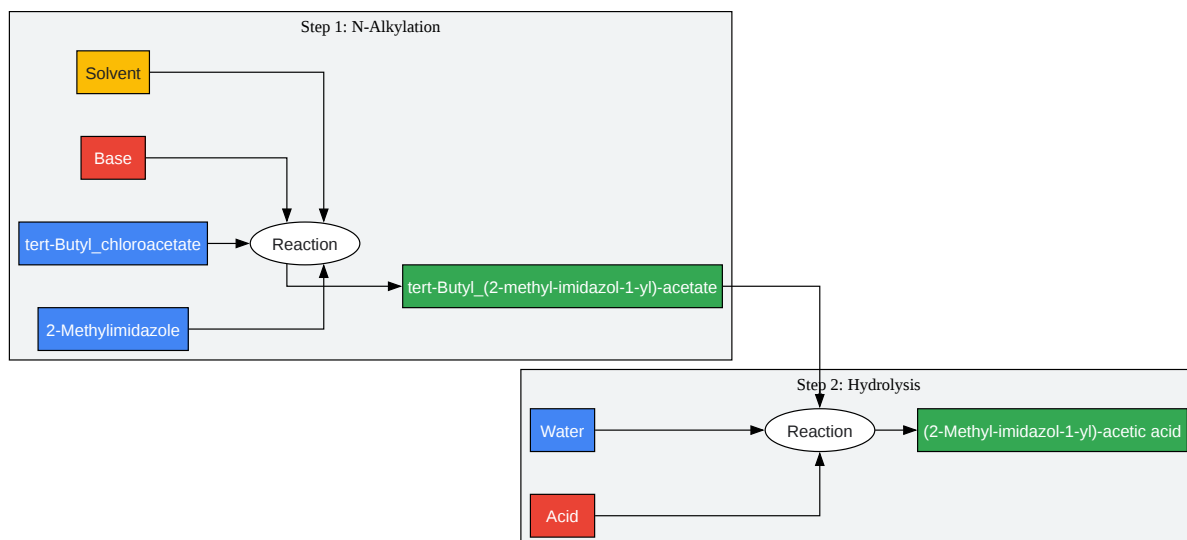 Step 1: N-Alkylation
Solvent
Base
tert-Butyl_chloroacetate
Reaction
2-Methylimidazole
tert-Butyl_(2-methyl-imidazol-1-yl)-acetate
Step 2: Hydrolysis
Water
Reaction
(2-Methyl-imidazol-1-yl)-acetic acid
Acid